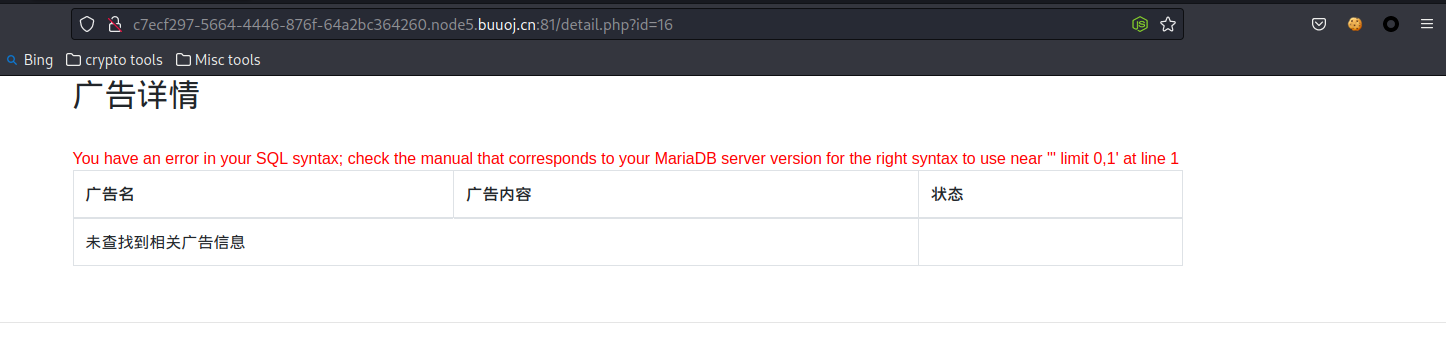 c7ecf297-5664-4446-876f-64a2bc364260.node5.buuoj.cn:81/detail.php?id=16
Bing crypto tools Misc tools
广告详情
You have an error in your SQL syntax; check the manual that corresponds to your MariaDB server version for the right syntax to use near ''' limit 0,1' at line 1
广告名 广告内容 状态
未查找到相关广告信息